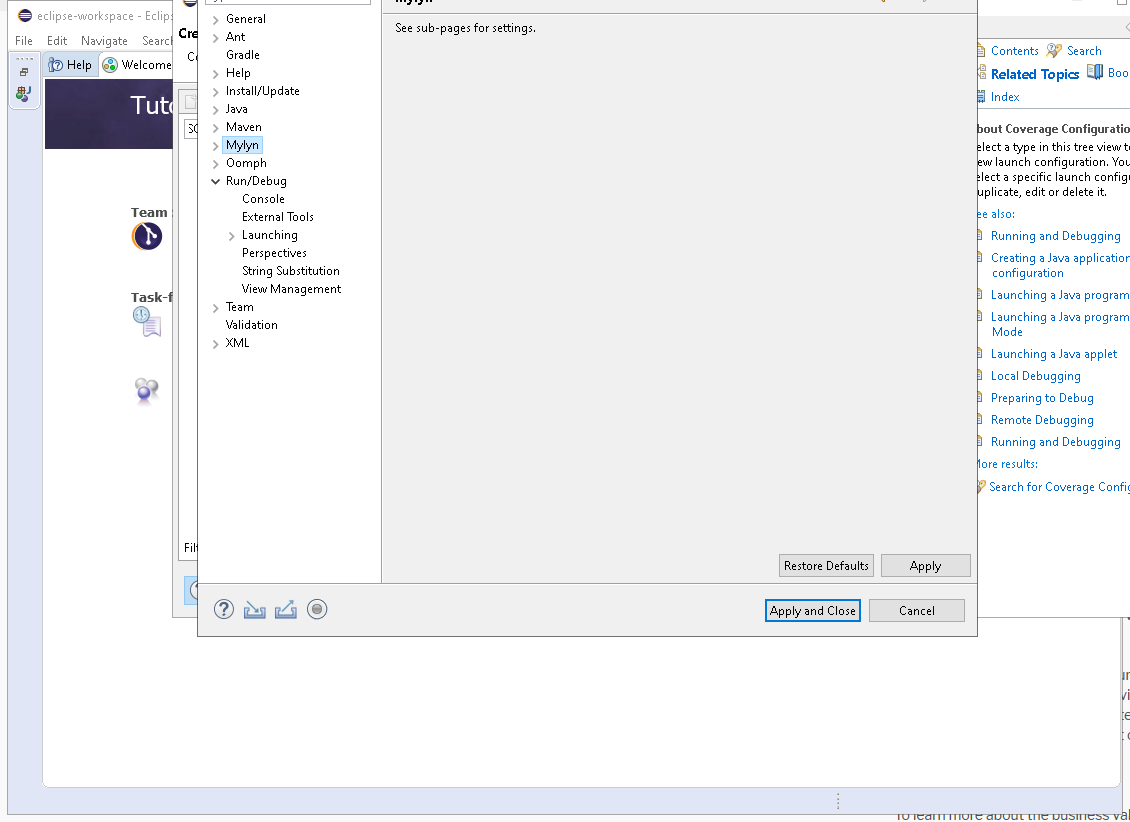 eclipse-workspace - Eclips
File Edit Navigate Search
Help Welcome
Tuto
Team
Task-f
Cre
General
Ant
Gradle
Help
Install/Update
Java
Maven
Mylyn
Oomph
Run/Debug
Console
External Tools
Launching
Perspectives
String Substitution
View Management
Team
Validation
XML
Filt
Mylyn
See sub-pages for settings.
Restore Defaults Apply
Apply and Close Cancel
Contents Search
Related Topics Boo
Index
bout Coverage Configuratio
elect a type in this tree view to
ew launch configuration. You
elect a specific launch configu
uplicate, edit or delete it.
ee also:
Running and Debugging
Creating a Java application
configuration
Launching a Java program
Launching a Java program
Mode
Launching a Java applet
Local Debugging
Preparing to Debug
Remote Debugging
Running and Debugging
More results:
Search for Coverage Config
To learn more about the business val